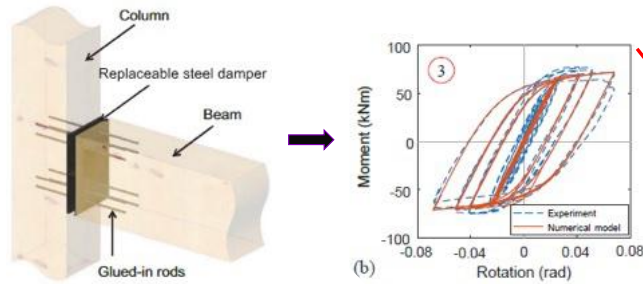 Column
Replaceable steel damper
Beam
Glued-in rods
3
Moment (kNm)
100
50
0
-50
-100
Experiment
Numerical model
-0.08
-0.04
0
0.04
0.08
(b)
Rotation (rad)